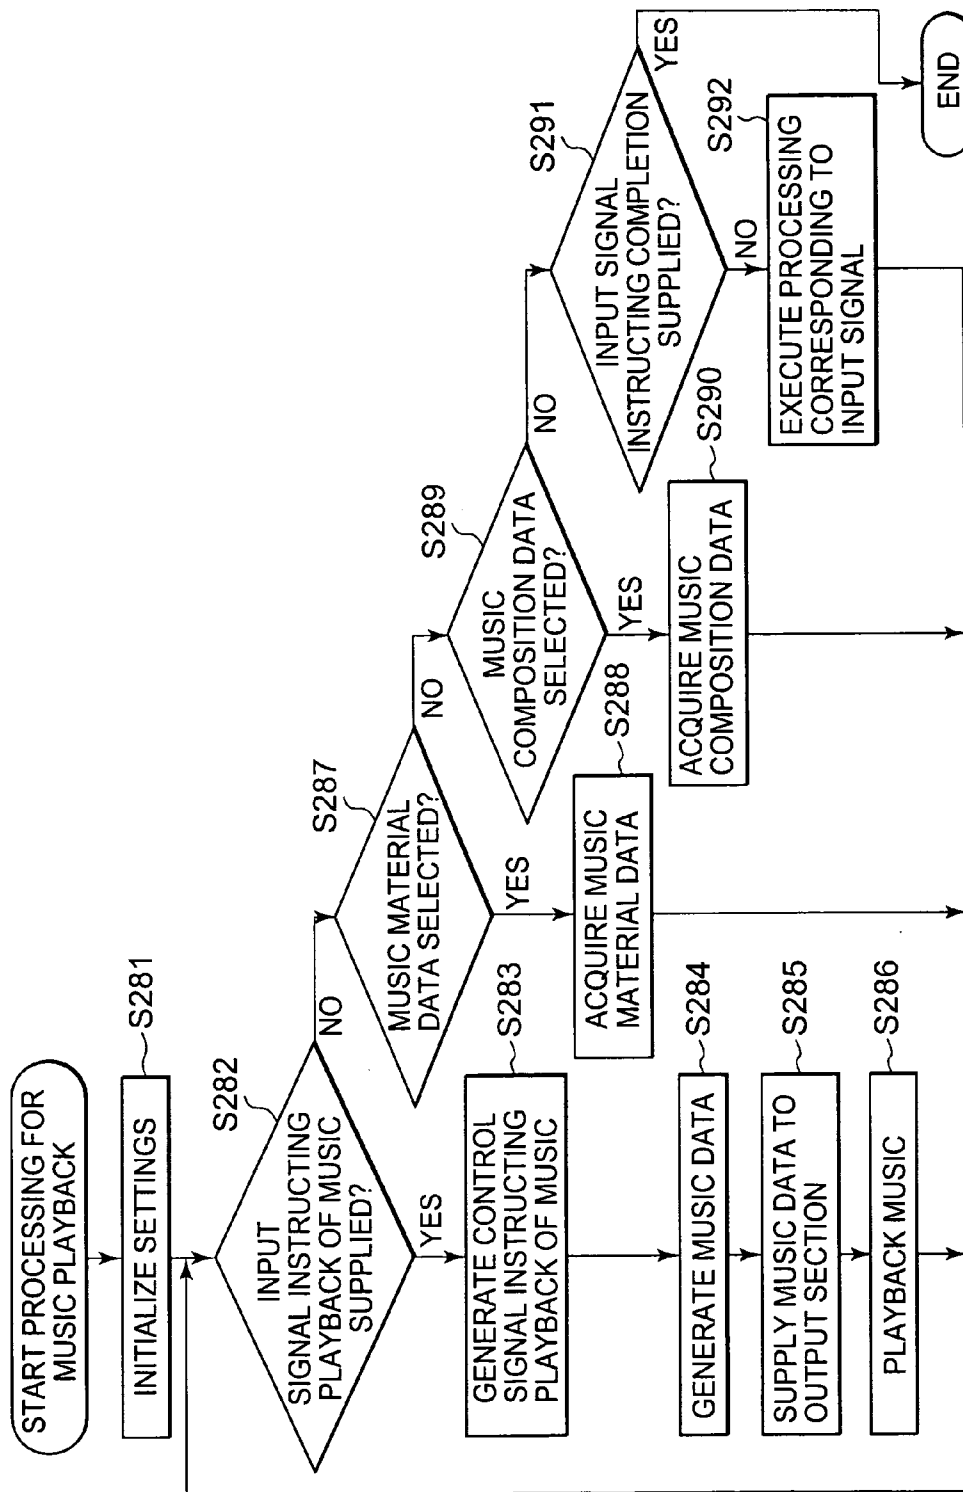 START PROCESSING FOR
MUSIC PLAYBACK
INITIALIZE SETTINGS
S281
INPUT
SIGNAL INSTRUCTING
PLAYBACK OF MUSIC
SUPPLIED?
S282
NO
YES
GENERATE CONTROL
SIGNAL INSTRUCTING
PLAYBACK OF MUSIC
S283
GENERATE MUSIC DATA
S284
SUPPLY MUSIC DATA TO
OUTPUT SECTION
S285
PLAYBACK MUSIC
S286
MUSIC MATERIAL
DATA SELECTED?
S287
NO
YES
ACQUIRE MUSIC
MATERIAL DATA
S288
MUSIC
COMPOSITION DATA
SELECTED?
S289
NO
YES
ACQUIRE MUSIC
COMPOSITION DATA
S290
INPUT SIGNAL
INSTRUCTING COMPLETION
SUPPLIED?
S291
YES
NO
EXECUTE PROCESSING
CORRESPONDING TO
INPUT SIGNAL
S292
END